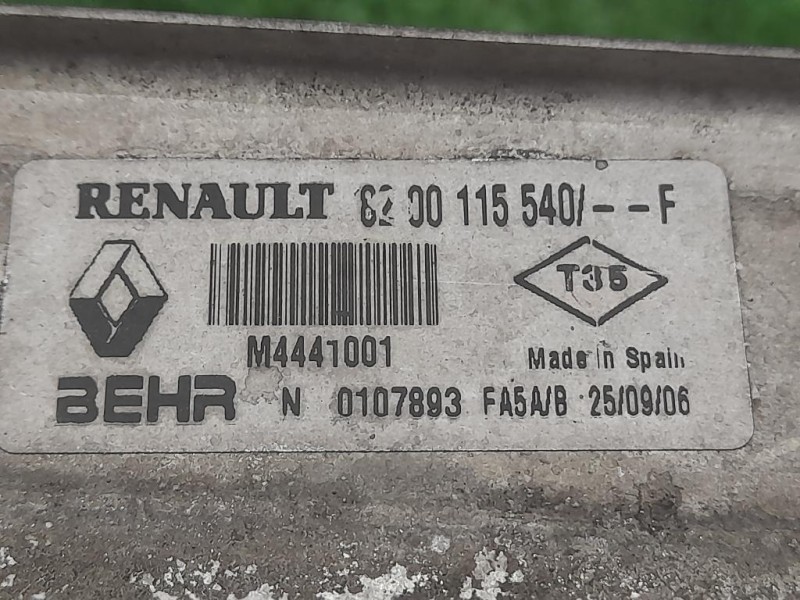 RENAULT 8200 115 540/---F
T35
M4441001
Made in Spain
BEHR N 0107893 FA5A/B 25/09/06